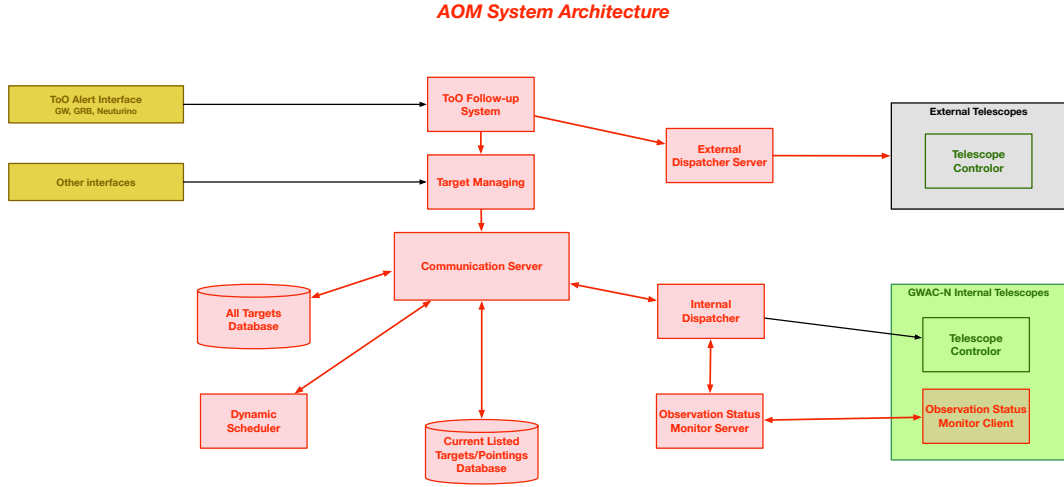 AOM System Architecture
ToO Alert Interface
GW, GRB, Neuturino
ToO Follow-up
System
External Telescopes
External
Dispatcher Server
Telescope
Controlor
Other interfaces
Target Managing
Communication Server
GWAC-N Internal Telescopes
All Targets
Database
Internal
Dispatcher
Telescope
Controlor
Dynamic
Scheduler
Observation Status
Monitor Server
Observation Status
Monitor Client
Current Listed
Targets/Pointings
Database